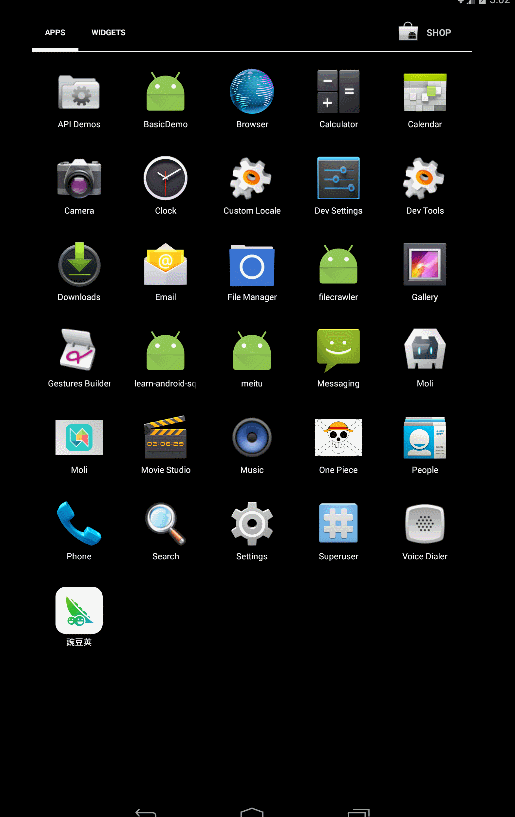 APPS WIDGETS SHOP
API Demos BasicDemo Browser Calculator Calendar
Camera Clock Custom Locale Dev Settings Dev Tools
Downloads Email File Manager filecrawler Gallery
Gestures Builder learn-android-sq meitu Messaging Moli
Moli Movie Studio Music One Piece People
Phone Search Settings Superuser Voice Dialer
豌豆荚